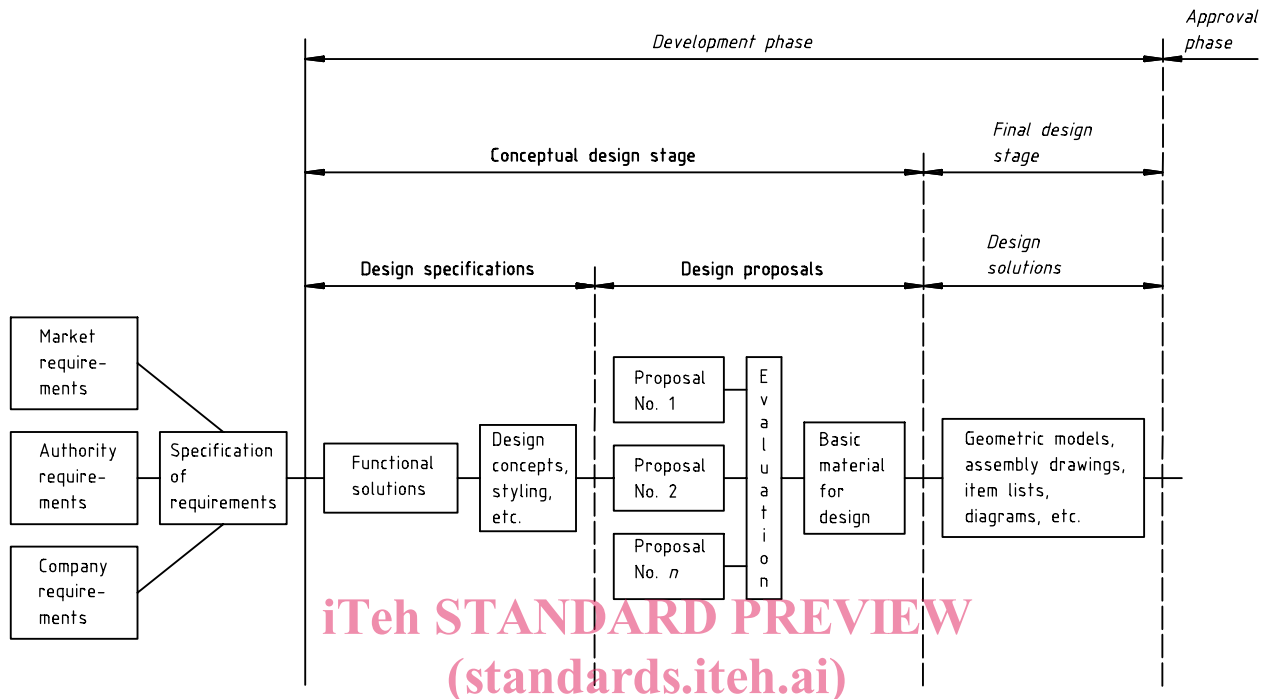 Approval
phase
Development phase
Final design
stage
Conceptual design stage
Design
solutions
Design specifications
Design proposals
Market
require-
ments
Authority
require-
ments
Company
require-
ments
Specification
of
requirements
Functional
solutions
Design
concepts,
styling,
etc.
Proposal
No. 1
Proposal
No. 2
Proposal
No. n
Evaluation
Basic
material
for
design
Geometric models,
assembly drawings,
item lists,
diagrams, etc.
iTeh STANDARD PREVIEW
(standards.iteh.ai)